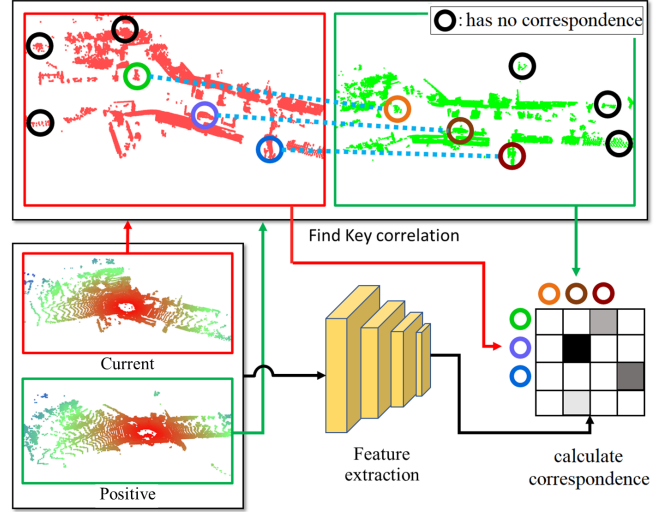 : has no correspondence
Find Key correlation
Current
Positive
Feature
extraction
calculate
correspondence